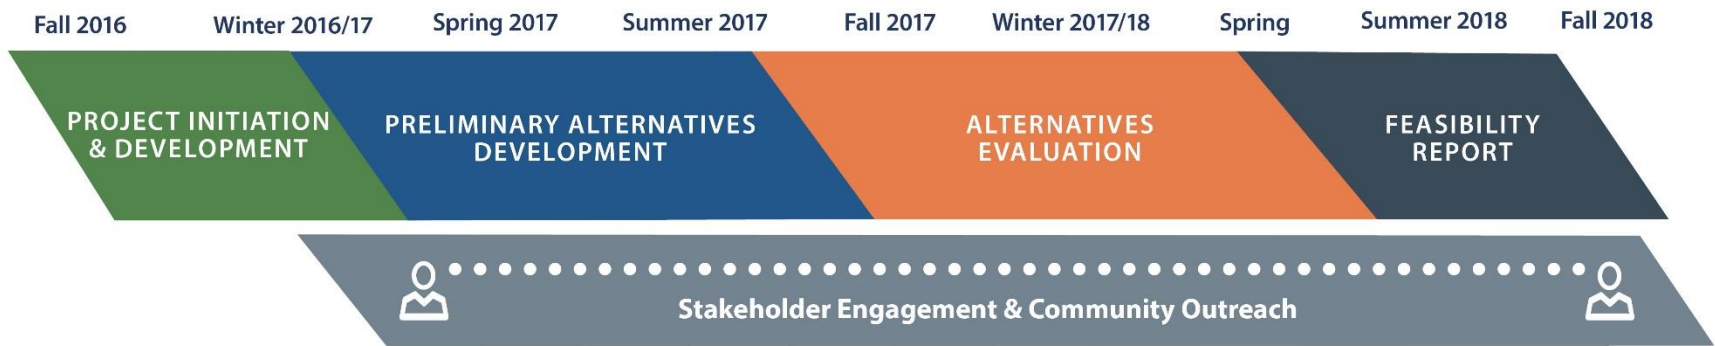 Fall 2016 Winter 2016/17 Spring 2017 Summer 2017 Fall 2017 Winter 2017/18 Spring Summer 2018 Fall 2018
PROJECT INITIATION
& DEVELOPMENT
PRELIMINARY ALTERNATIVES
DEVELOPMENT
ALTERNATIVES
EVALUATION
FEASIBILITY
REPORT
Stakeholder Engagement & Community Outreach